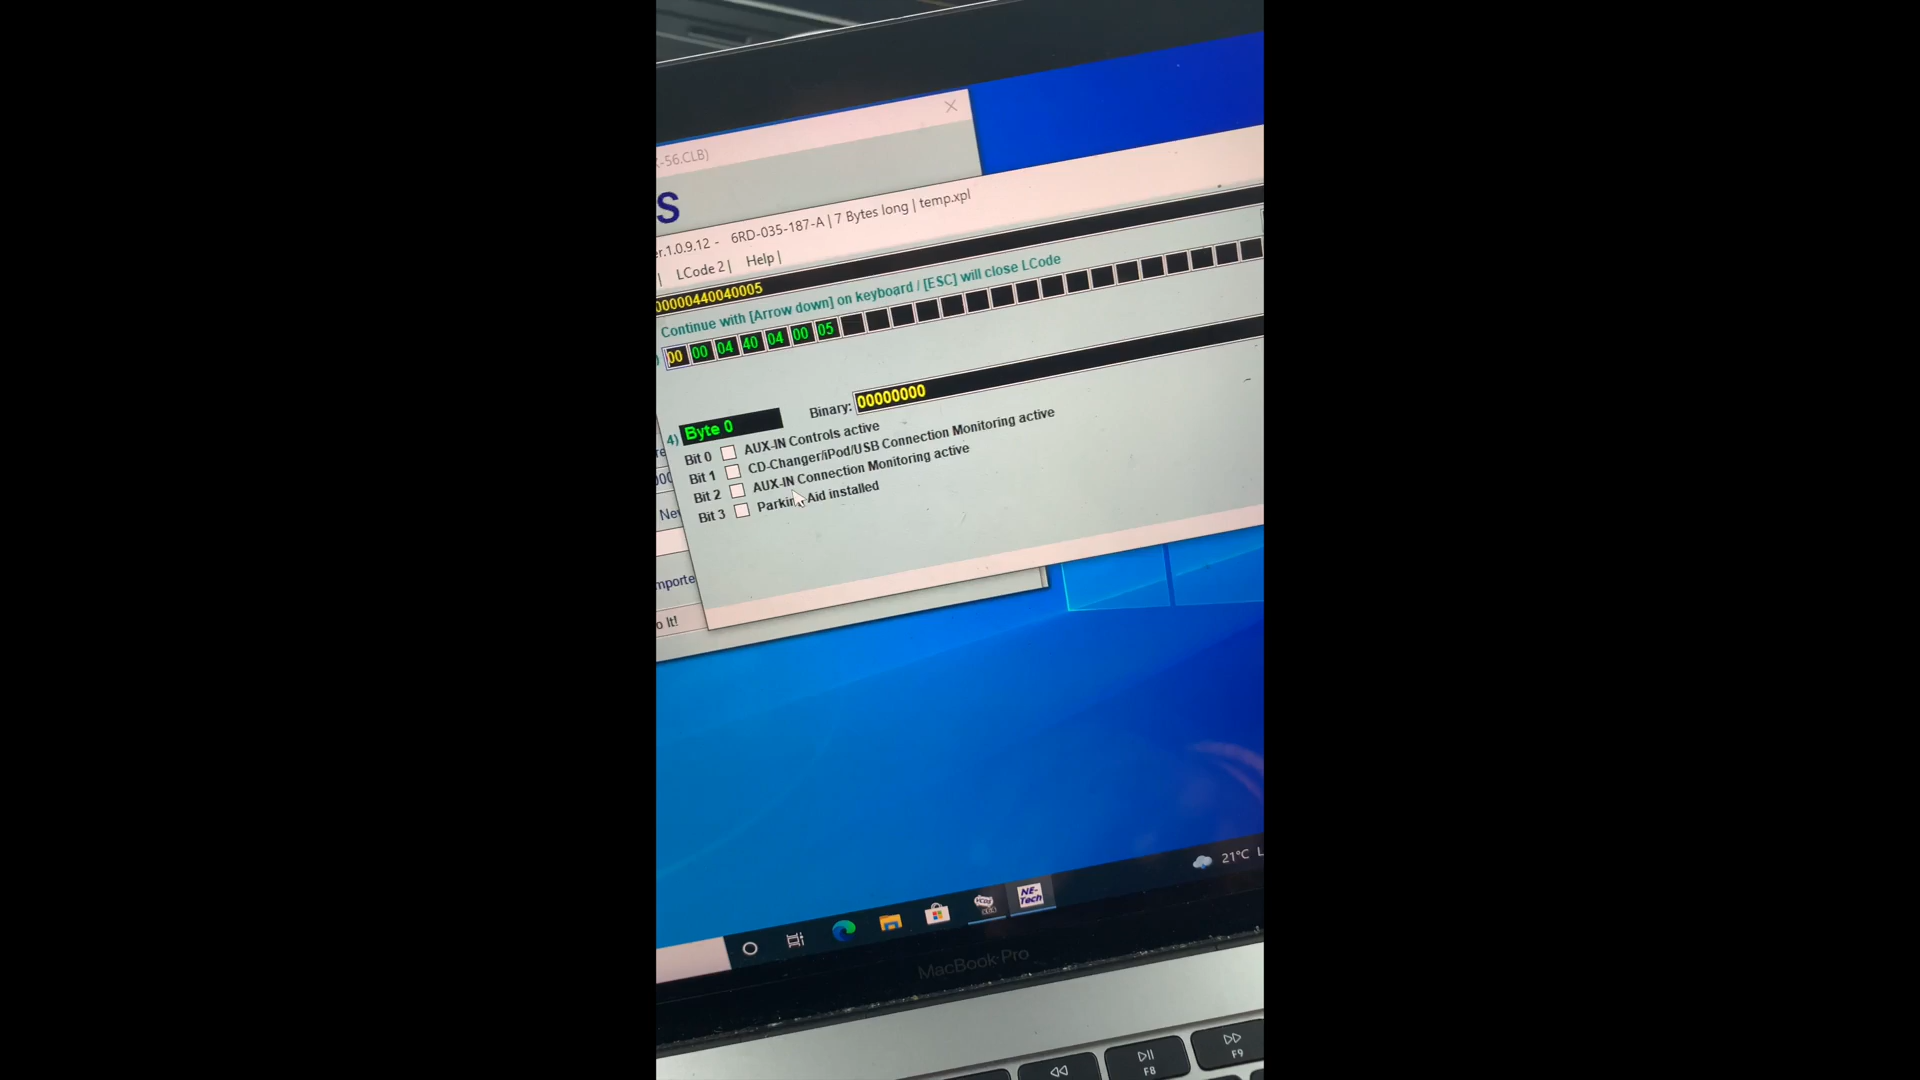 -56.CLB)
S
er.1.0.9.12 - 6RD-035-187-A | 7 Bytes long | temp.xpl
| LCode 2 | Help |
00000440040005
Continue with [Arrow down] on keyboard / [ESC] will close LCode
00 00 04 40 04 00 05
4) Byte 0 Binary: 00000000
Bit 0 AUX-IN Controls active
Bit 1 CD-Changer/iPod/USB Connection Monitoring active
Bit 2 AUX-IN Connection Monitoring active
Bit 3 Parking Aid installed
Nev
mporte
o It!
21°C L
NE-Tech
MacBook Pro
F8
F9